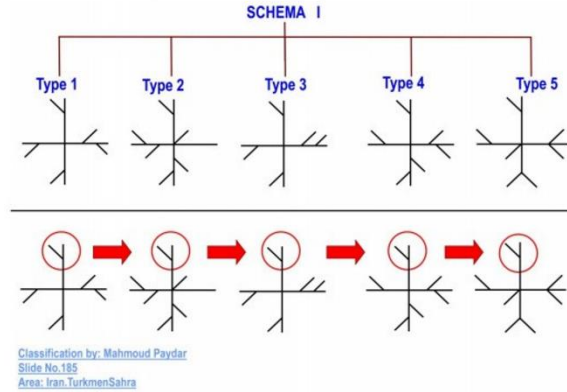 SCHEMA I
Type 1 Type 2 Type 3 Type 4 Type 5
Classification by: Mahmoud Paydar
Slide No.185
Area: Iran.TurkmenSahra